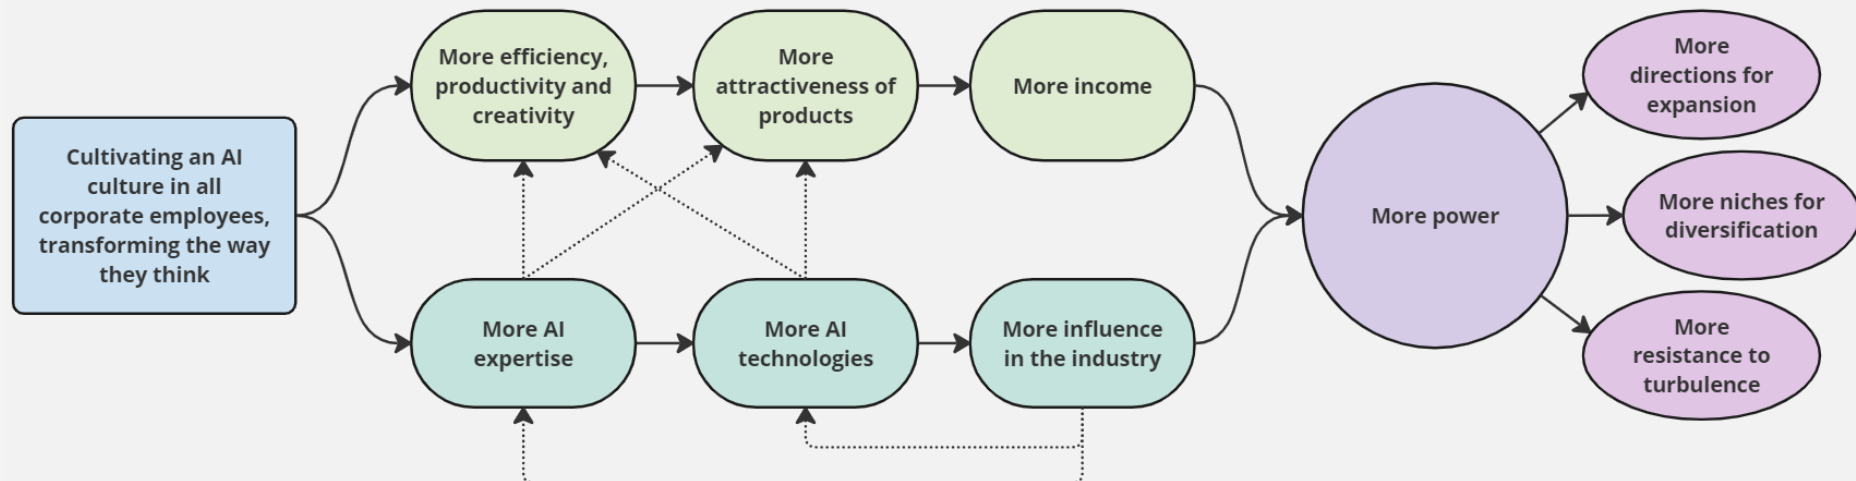 Cultivating an AI
culture in all
corporate employees,
transforming the way
they think
More efficiency,
productivity and
creativity
More
attractiveness of
products
More income
More AI
expertise
More AI
technologies
More influence
in the industry
More power
More
directions for
expansion
More niches for
diversification
More
resistance to
turbulence